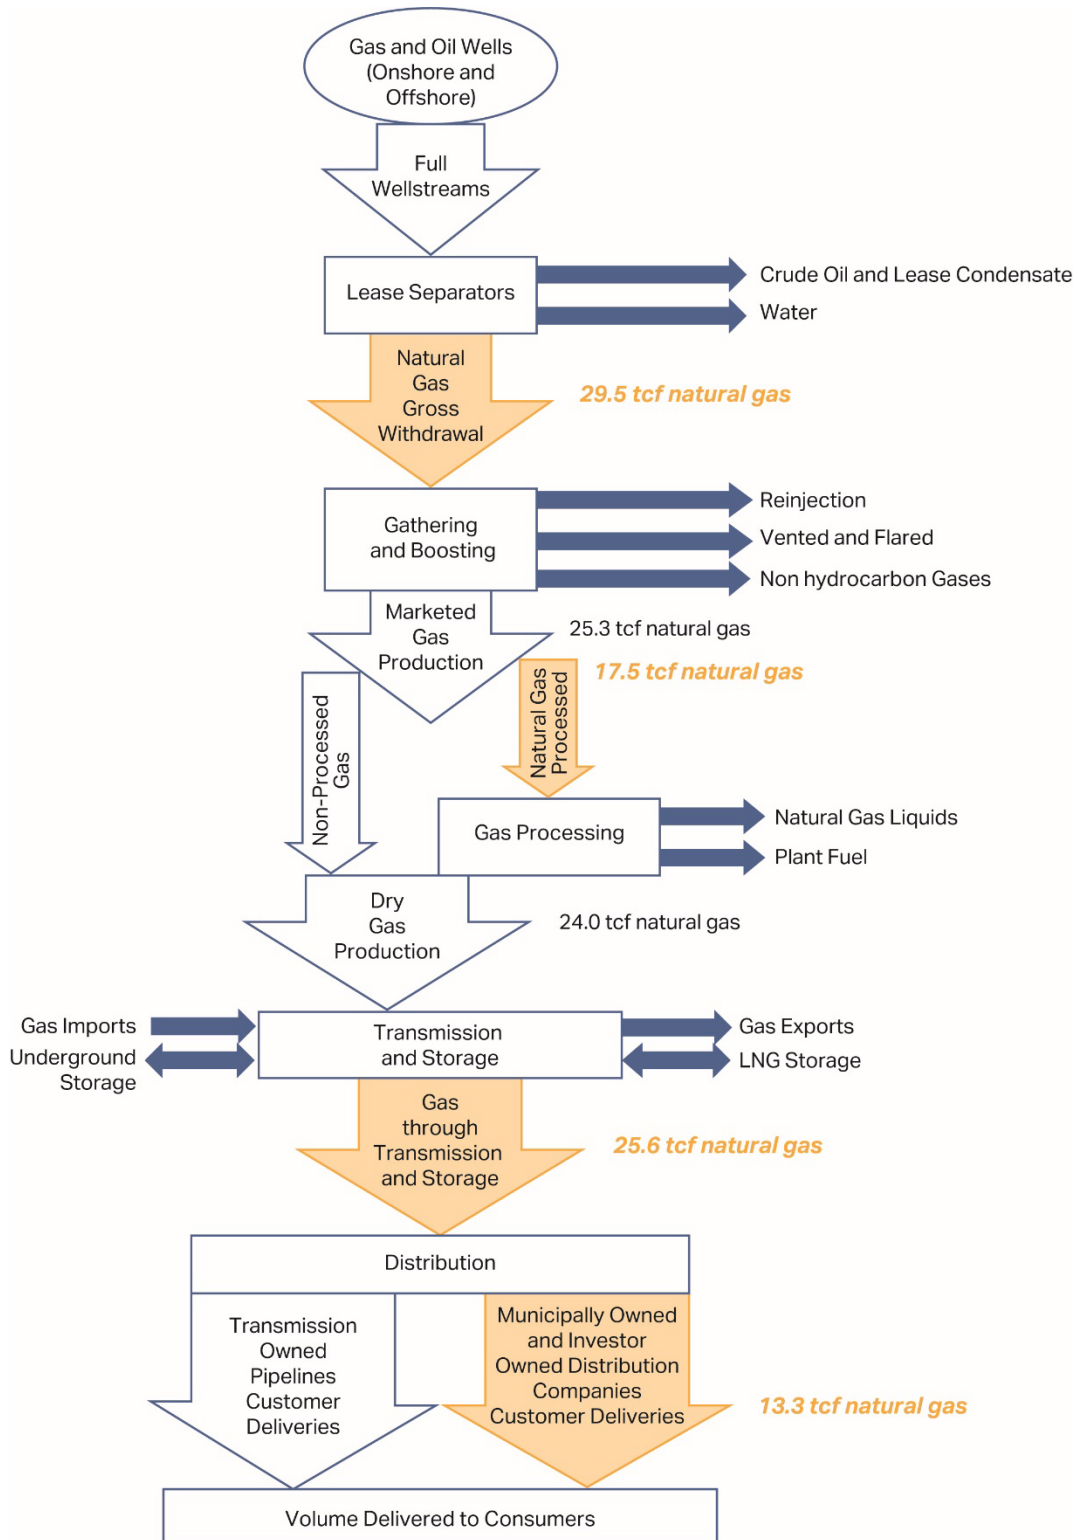 Gas and Oil Wells
(Onshore and
Offshore)
Full
Wellstreams
Lease Separators
Crude Oil and Lease Condensate
Water
Natural
Gas
Gross
Withdrawal
29.5 tcf natural gas
Gathering
and Boosting
Reinjection
Vented and Flared
Non hydrocarbon Gases
Marketed
Gas
Production
25.3 tcf natural gas
17.5 tcf natural gas
Non-Processed
Gas
Natural Gas
Processed
Gas Processing
Natural Gas Liquids
Plant Fuel
Dry
Gas
Production
24.0 tcf natural gas
Gas Imports
Underground
Storage
Transmission
and Storage
Gas Exports
LNG Storage
Gas
through
Transmission
and Storage
25.6 tcf natural gas
Distribution
Transmission
Owned
Pipelines
Customer
Deliveries
Municipally Owned
and Investor
Owned Distribution
Companies
Customer Deliveries
13.3 tcf natural gas
Volume Delivered to Consumers